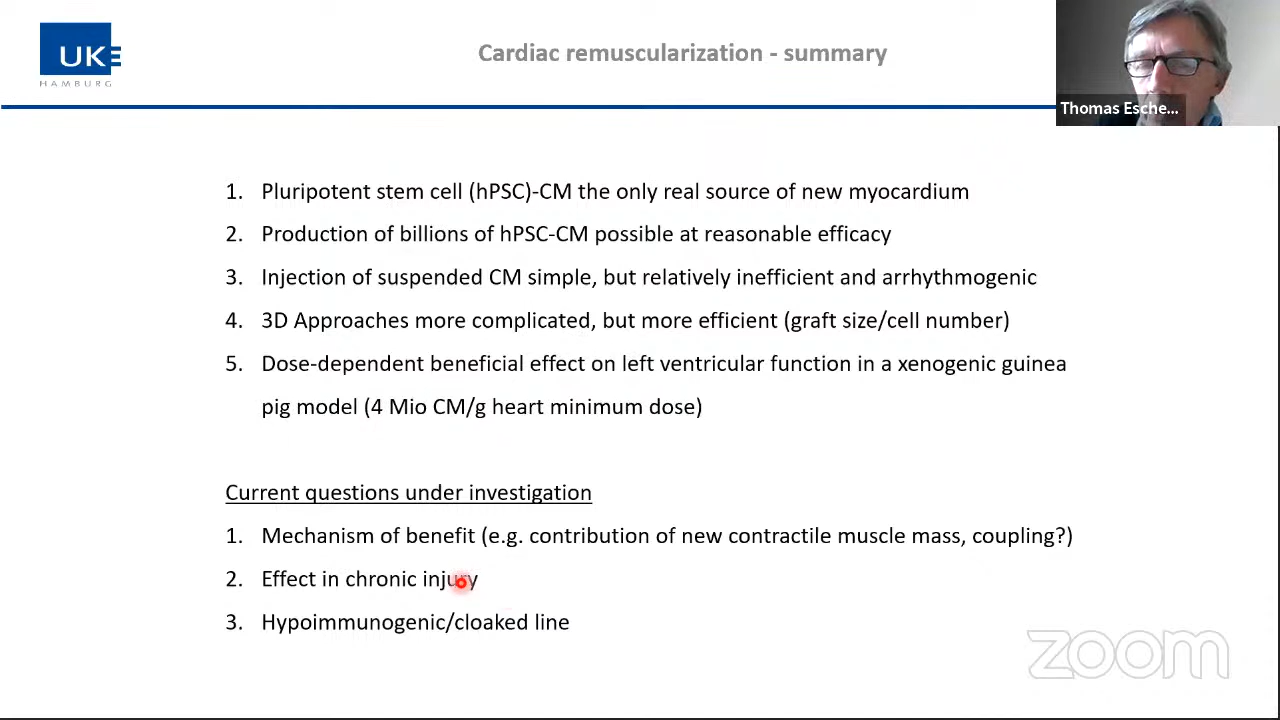 UKE
HAMBURG
Cardiac remuscularization - summary
Thomas Esche...
1. Pluripotent stem cell (hPSC)-CM the only real source of new myocardium
2. Production of billions of hPSC-CM possible at reasonable efficacy
3. Injection of suspended CM simple, but relatively inefficient and arrhythmogenic
4. 3D Approaches more complicated, but more efficient (graft size/cell number)
5. Dose-dependent beneficial effect on left ventricular function in a xenogenic guinea
pig model (4 Mio CM/g heart minimum dose)
Current questions under investigation
1. Mechanism of benefit (e.g. contribution of new contractile muscle mass, coupling?)
2. Effect in chronic injury
3. Hypoimmunogenic/cloaked line
zoom